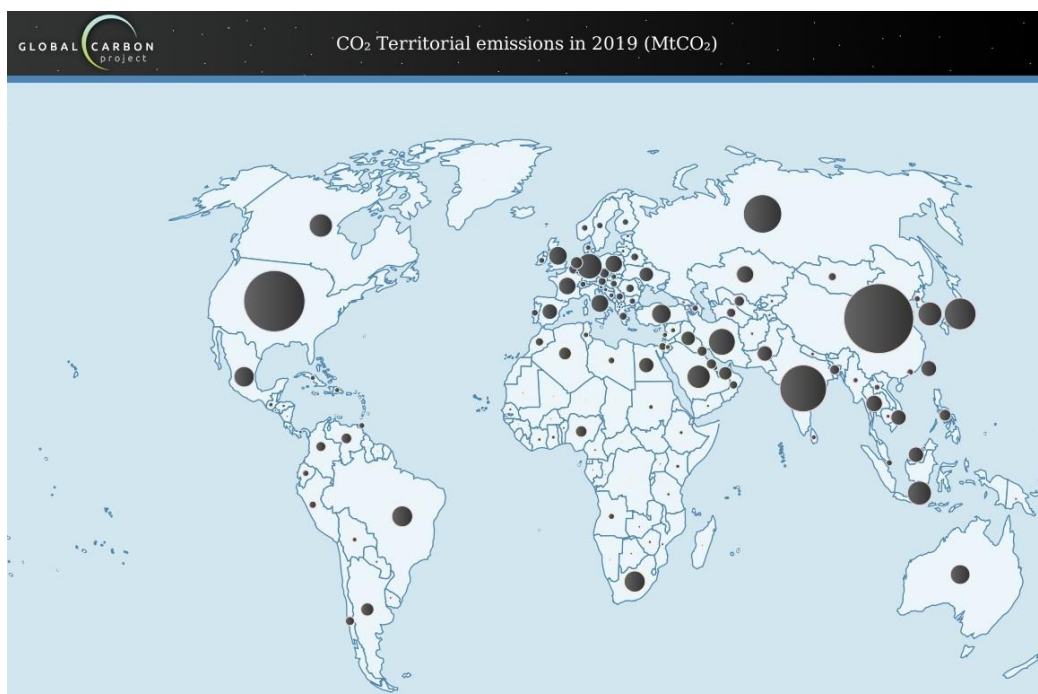 GLOBAL CARBON
project
CO₂ Territorial emissions in 2019 (MtCO₂)